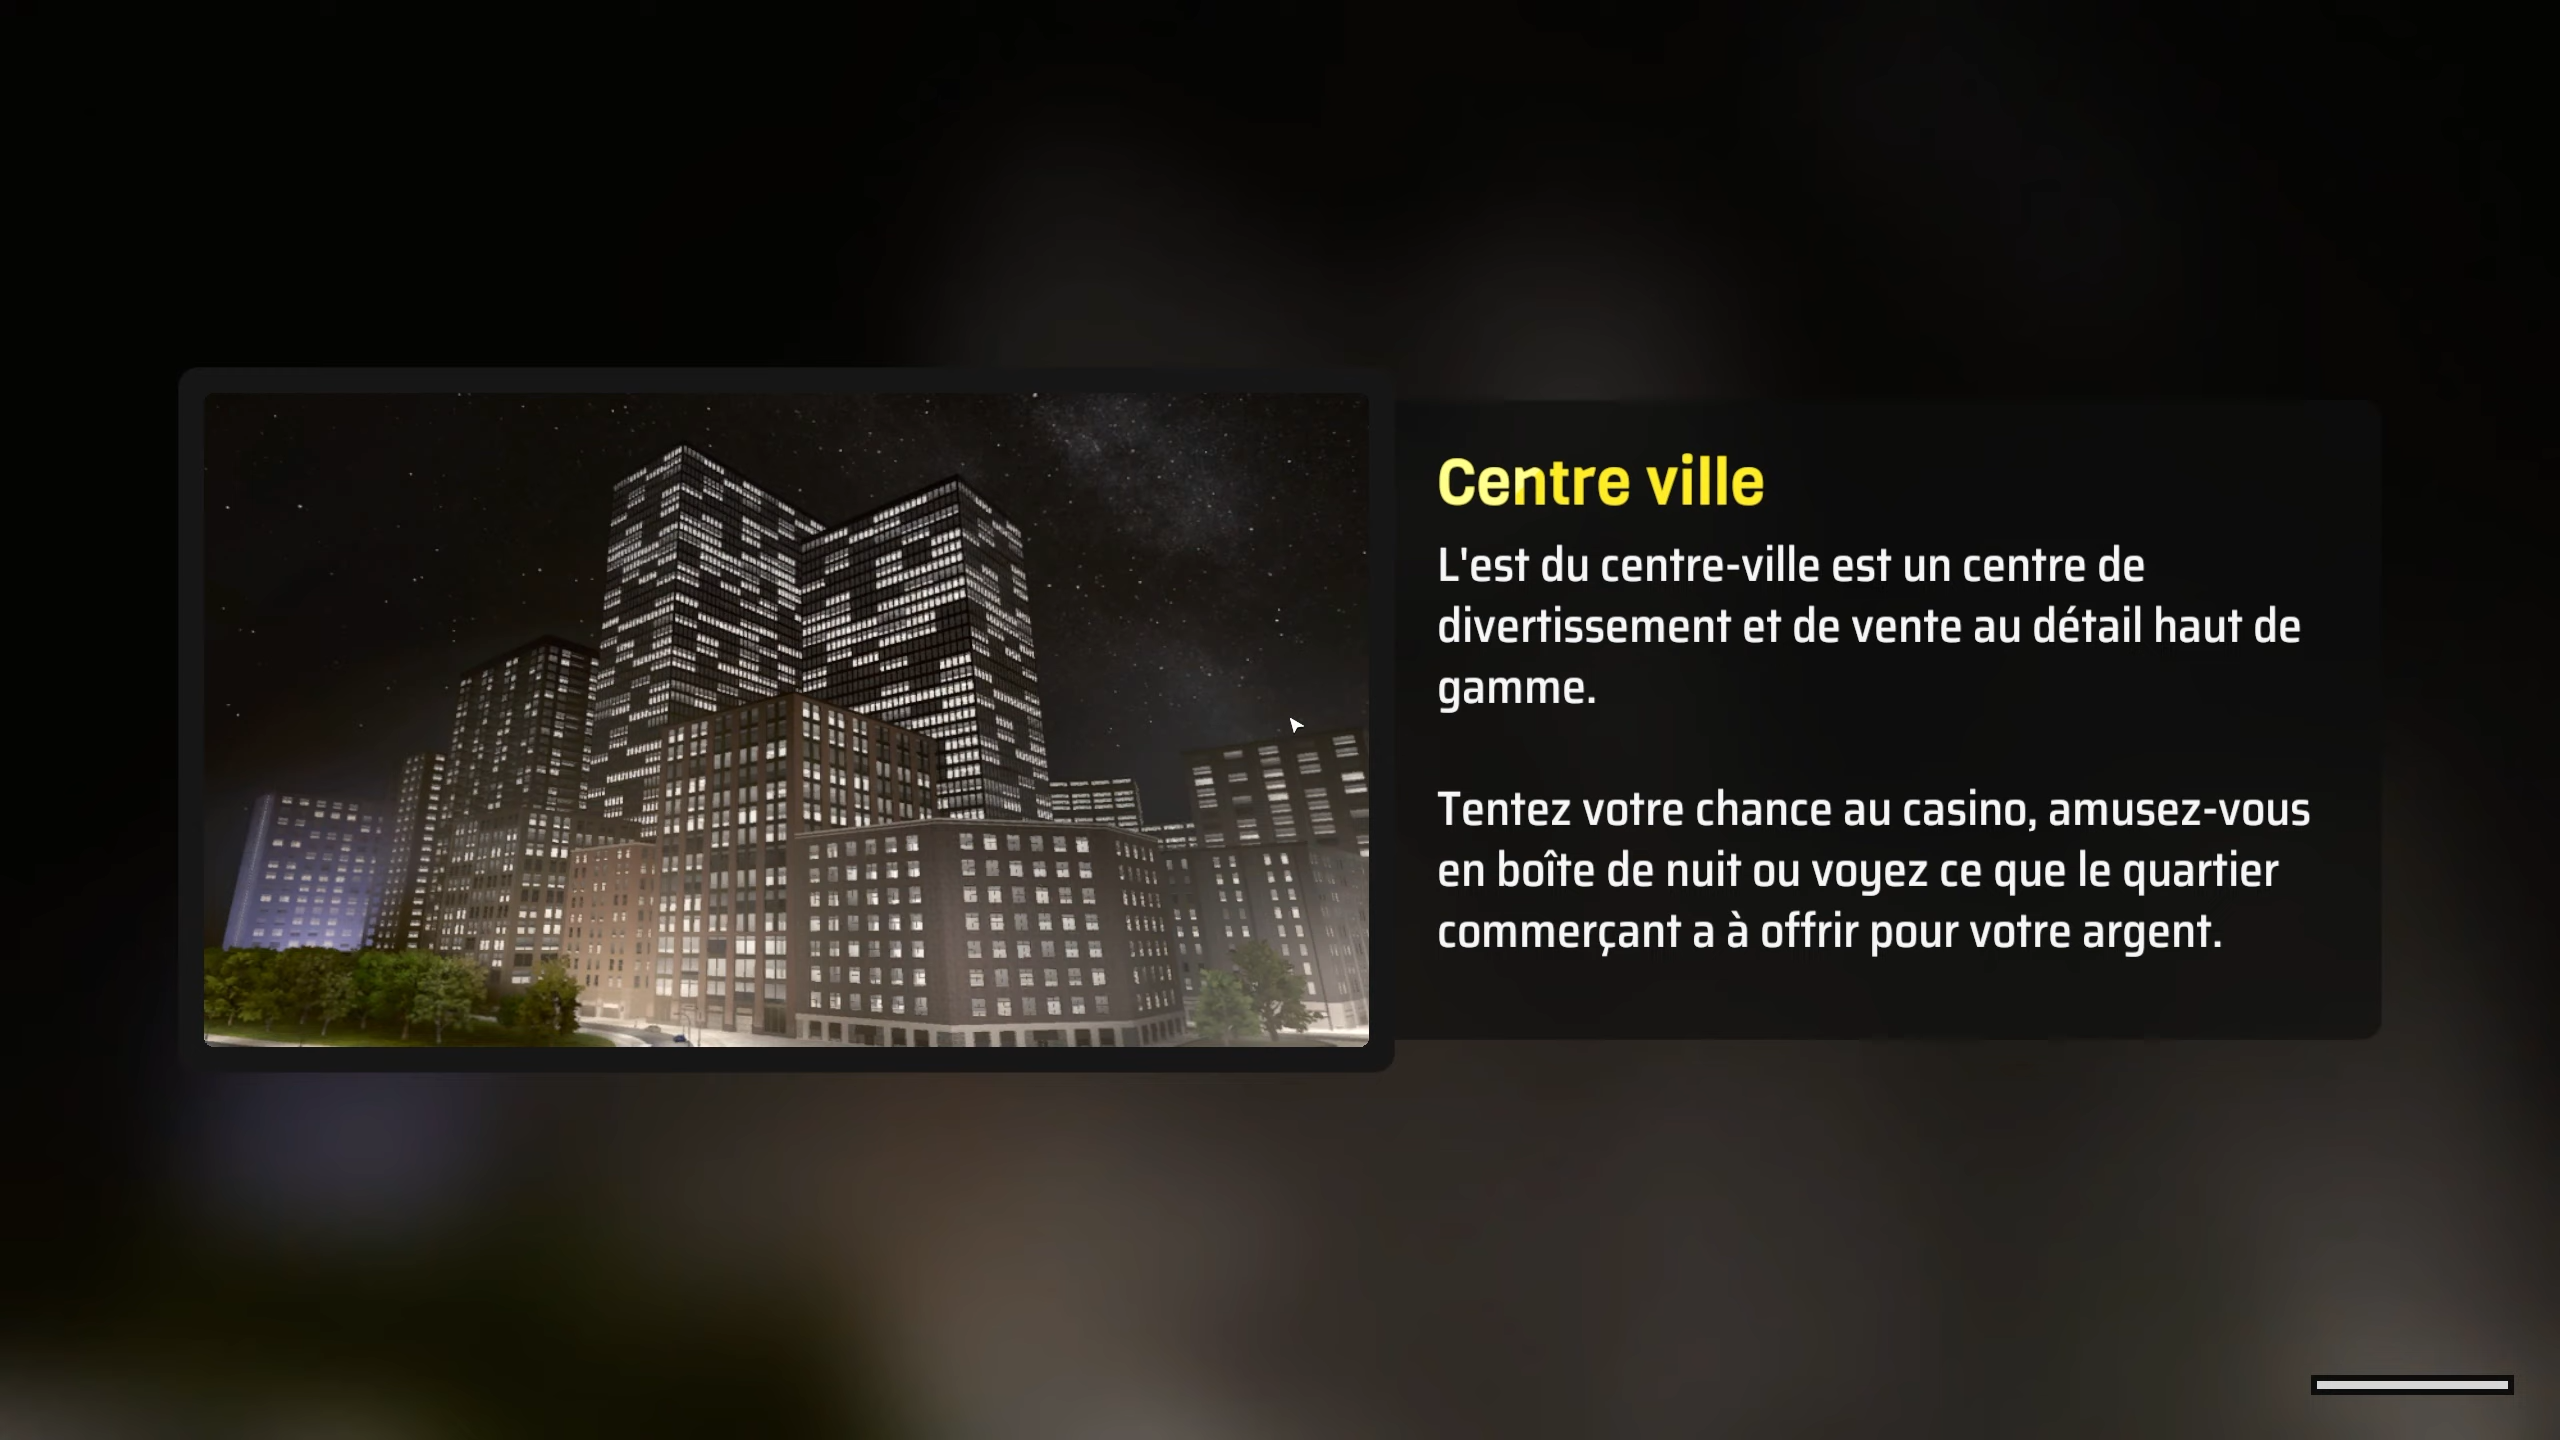 Centre ville
L'est du centre-ville est un centre de
divertissement et de vente au détail haut de
gamme.
Tentez votre chance au casino, amusez-vous
en boîte de nuit ou voyez ce que le quartier
commerçant a à offrir pour votre argent.